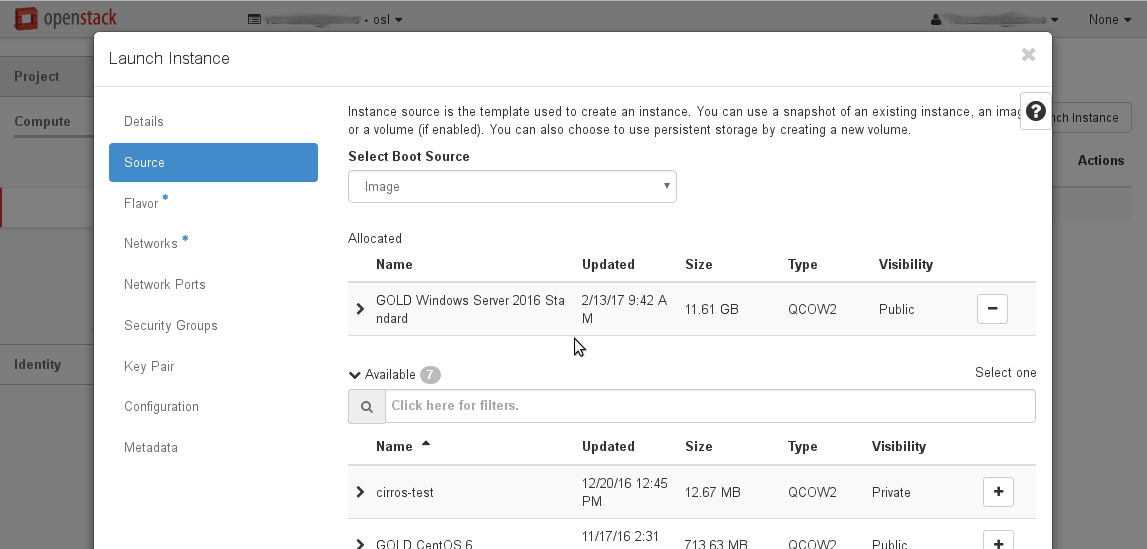 openstack
• osl
None
Launch Instance
Project
Compute
Identity
nch Instance
Actions
Details
Source
Flavor *
Networks *
Network Ports
Security Groups
Key Pair
Configuration
Metadata
Instance source is the template used to create an instance. You can use a snapshot of an existing instance, an imag
or a volume (if enabled). You can also choose to use persistent storage by creating a new volume.
Select Boot Source
Image
Allocated
Name Updated Size Type Visibility
GOLD Windows Server 2016 Sta
ndard
2/13/17 9:42 A
M
11.61 GB QCOW2 Public
Available 7
Select one
Click here for filters.
Name Updated Size Type Visibility
cirros-test
12/20/16 12:45
PM
12.67 MB QCOW2 Private
GOLD CentOS 6
11/17/16 2:31
713.63 MB QCOW2 Public